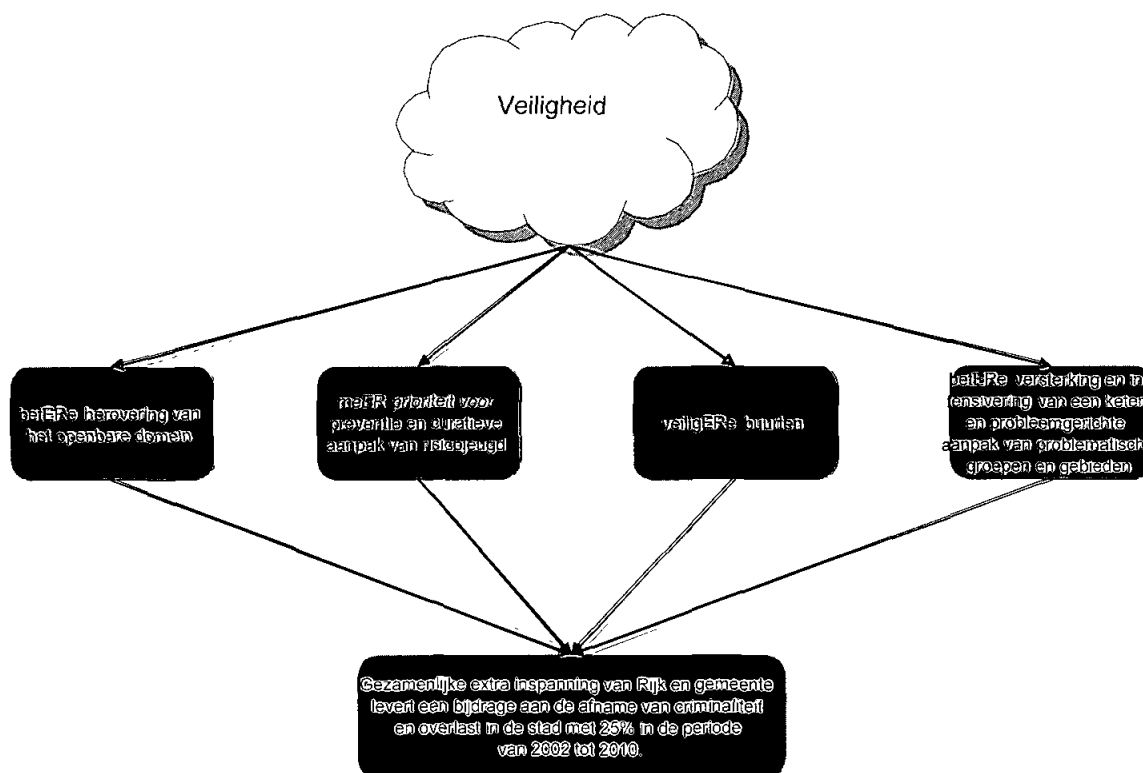 Veiligheid
betERe herovering van
het openbare domein
meER prioriteit voor
preventie en curatieve
aanpak van risicojeugd
veiligERe buurten
betERe versterking en in
tensivering van een keten
en probleemgerichte
aanpak van problematisch
groepen en gebieden
Gezamenlijke extra inspanning van Rijk en gemeente
levert een bijdrage aan de afname van criminaliteit
en overlast in de stad met 25% in de periode
van 2002 tot 2010.